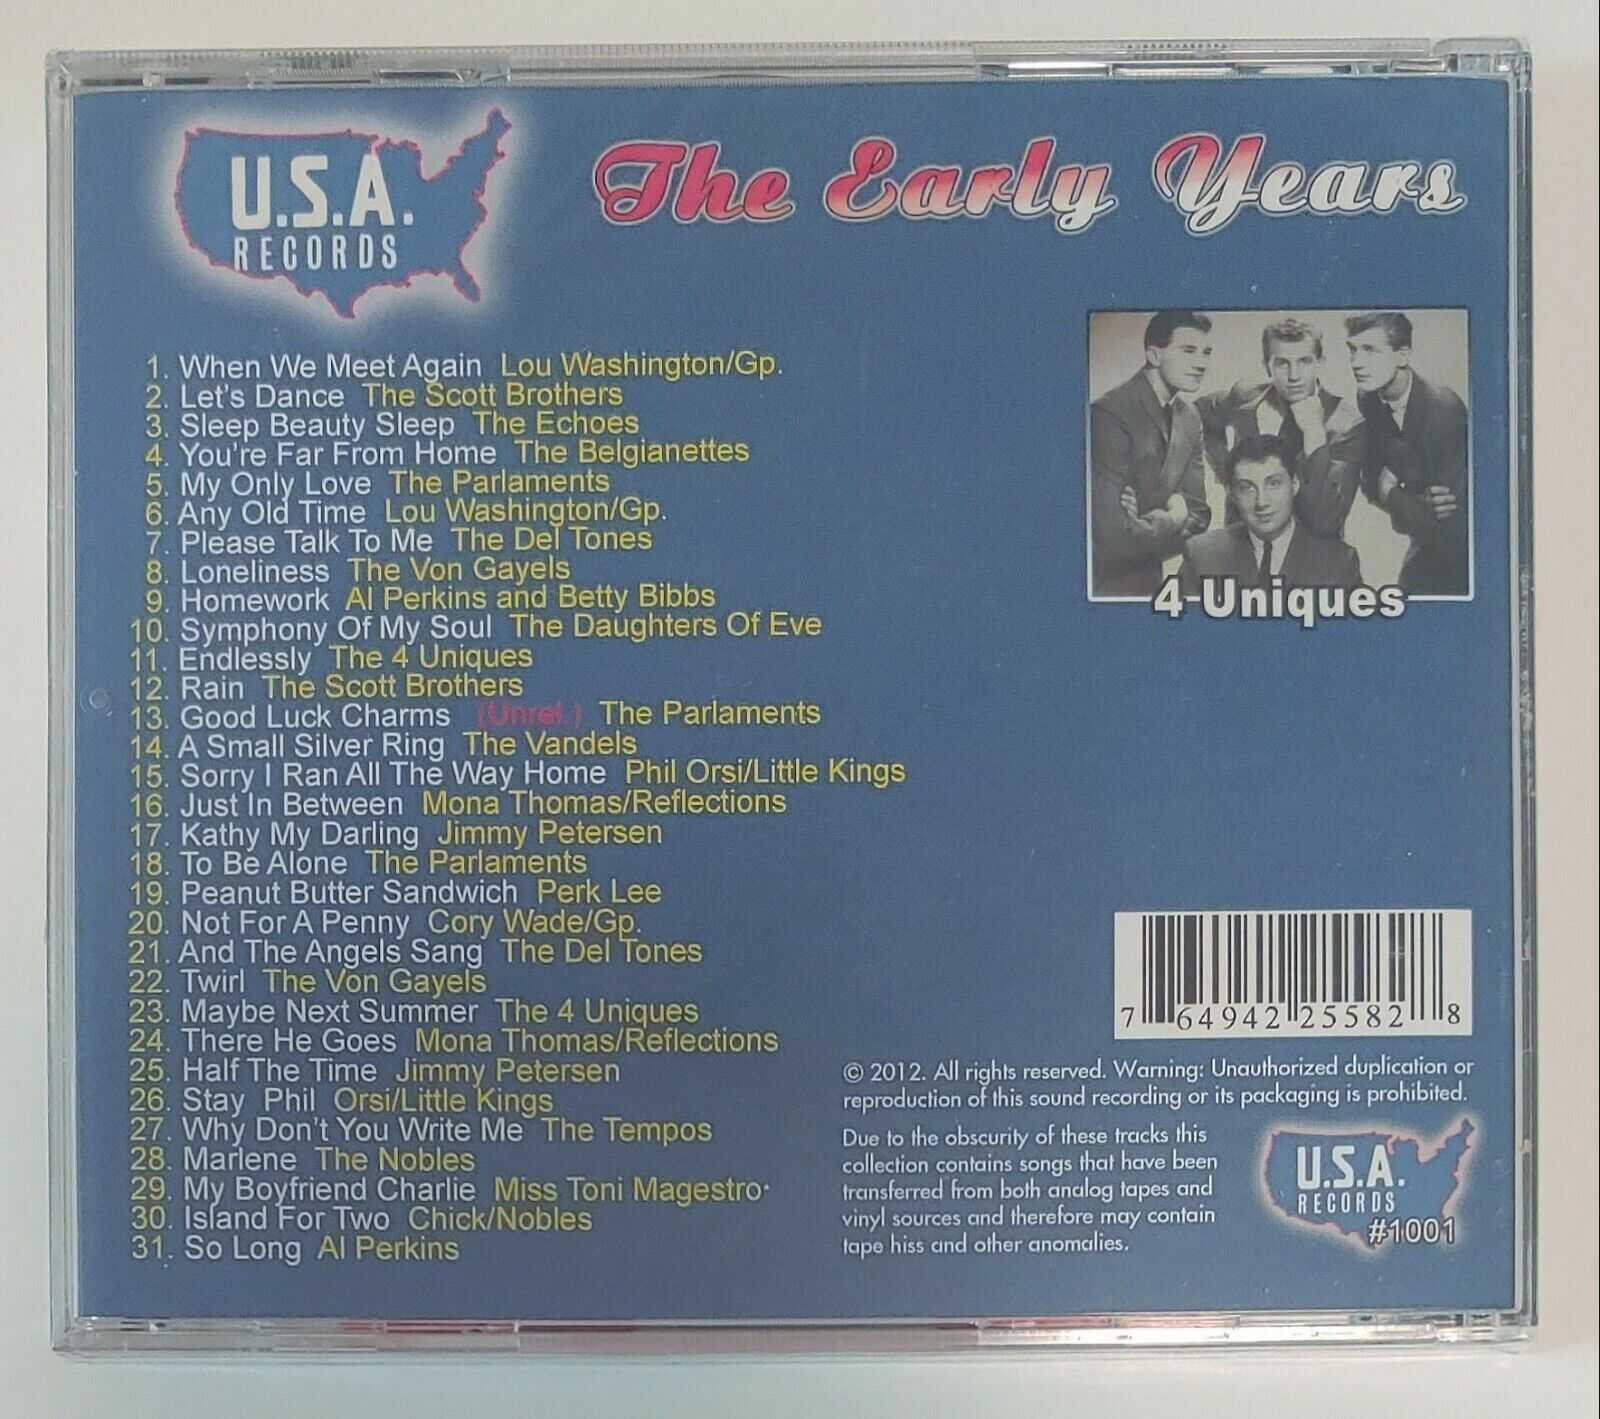 U.S.A.
RECORDS
The Early Years
1. When We Meet Again Lou Washington/Gp.
2. Let's Dance The Scott Brothers
3. Sleep Beauty Sleep The Echoes
4. You're Far From Home The Belgianettes
5. My Only Love The Parlaments
6. Any Old Time Lou Washington/Gp.
7. Please Talk To Me The Del Tones
8. Loneliness The Von Gayels
9. Homework Al Perkins and Betty Bibbs
10. Symphony Of My Soul The Daughters Of Eve
11. Endlessly The 4 Uniques
12. Rain The Scott Brothers
13. Good Luck Charms (Unrel.) The Parlaments
14. A Small Silver Ring The Vandels
15. Sorry I Ran All The Way Home Phil Orsi/Little Kings
16. Just In Between Mona Thomas/Reflections
17. Kathy My Darling Jimmy Petersen
18. To Be Alone The Parlaments
19. Peanut Butter Sandwich Perk Lee
20. Not For A Penny Cory Wade/Gp.
21. And The Angels Sang The Del Tones
22. Twirl The Von Gayels
23. Maybe Next Summer The 4 Uniques
24. There He Goes Mona Thomas/Reflections
25. Half The Time Jimmy Petersen
26. Stay Phil Orsi/Little Kings
27. Why Don't You Write Me The Tempos
28. Marlene The Nobles
29. My Boyfriend Charlie Miss Toni Magestro
30. Island For Two Chick/Nobles
31. So Long Al Perkins
4-Uniques
7 64942 25582 8
© 2012. All rights reserved. Warning: Unauthorized duplication or
reproduction of this sound recording or its packaging is prohibited.
Due to the obscurity of these tracks this
collection contains songs that have been
transferred from both analog tapes and
vinyl sources and therefore may contain
tape hiss and other anomalies.
U.S.A.
RECORDS
#1001